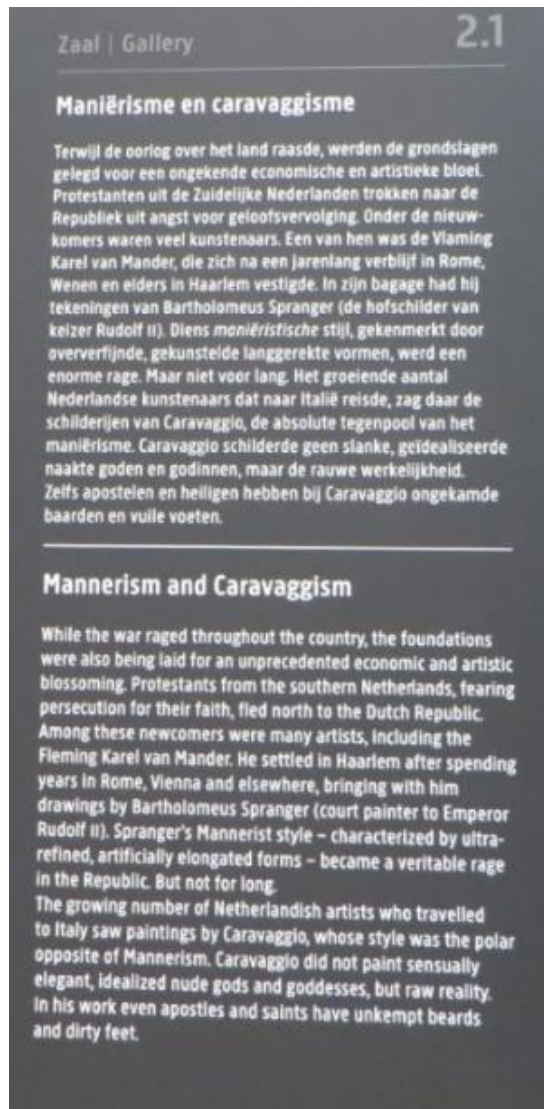 Zaal | Gallery 2.1
Maniërisme en caravaggisme
Terwijl de oorlog over het land raasde, werden de grondslagen
gelegd voor een ongekende economische en artistieke bloei.
Protestanten uit de Zuidelijke Nederlanden trokken naar de
Republiek uit angst voor geloofsvervolging. Onder de nieuw-
komers waren veel kunstenaars. Een van hen was de Vlaming
Karel van Mander, die zich na een jarenlang verblijf in Rome,
Wenen en elders in Haarlem vestigde. In zijn bagage had hij
tekeningen van Bartholomeus Spranger (de hofschilder van
keizer Rudolf II). Diens maniëristische stijl, gekenmerkt door
oververfijnde, gekunstelde langgerekte vormen, werd een
enorme rage. Maar niet voor lang. Het groeiende aantal
Nederlandse kunstenaars dat naar Italië reisde, zag daar de
schilderijen van Caravaggio, de absolute tegenpool van het
maniërisme. Caravaggio schilderde geen slanke, geïdealiseerde
naakte goden en godinnen, maar de rauwe werkelijkheid.
Zelfs apostelen en heiligen hebben bij Caravaggio ongekamde
baarden en vuile voeten.
Mannerism and Caravaggism
While the war raged throughout the country, the foundations
were also being laid for an unprecedented economic and artistic
blossoming. Protestants from the southern Netherlands, fearing
persecution for their faith, fled north to the Dutch Republic.
Among these newcomers were many artists, including the
Fleming Karel van Mander. He settled in Haarlem after spending
years in Rome, Vienna and elsewhere, bringing with him
drawings by Bartholomeus Spranger (court painter to Emperor
Rudolf II). Spranger's Mannerist style – characterized by ultra-
refined, artificially elongated forms – became a veritable rage
in the Republic. But not for long.
The growing number of Netherlandish artists who travelled
to Italy saw paintings by Caravaggio, whose style was the polar
opposite of Mannerism. Caravaggio did not paint sensually
elegant, idealized nude gods and goddesses, but raw reality.
In his work even apostles and saints have unkempt beards
and dirty feet.